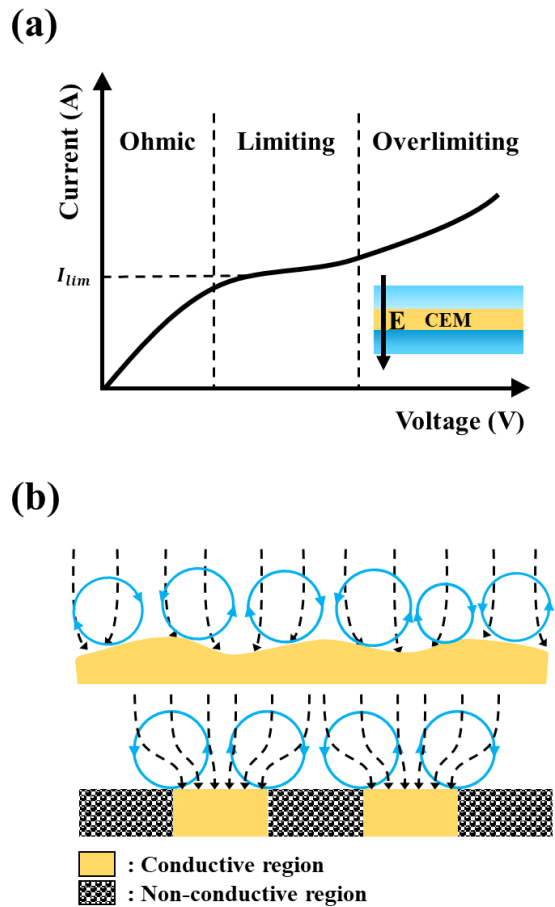 (a)
Current (A)
Ohmic Limiting Overlimiting
I_lim
E CEM
Voltage (V)
(b)
: Conductive region
: Non-conductive region